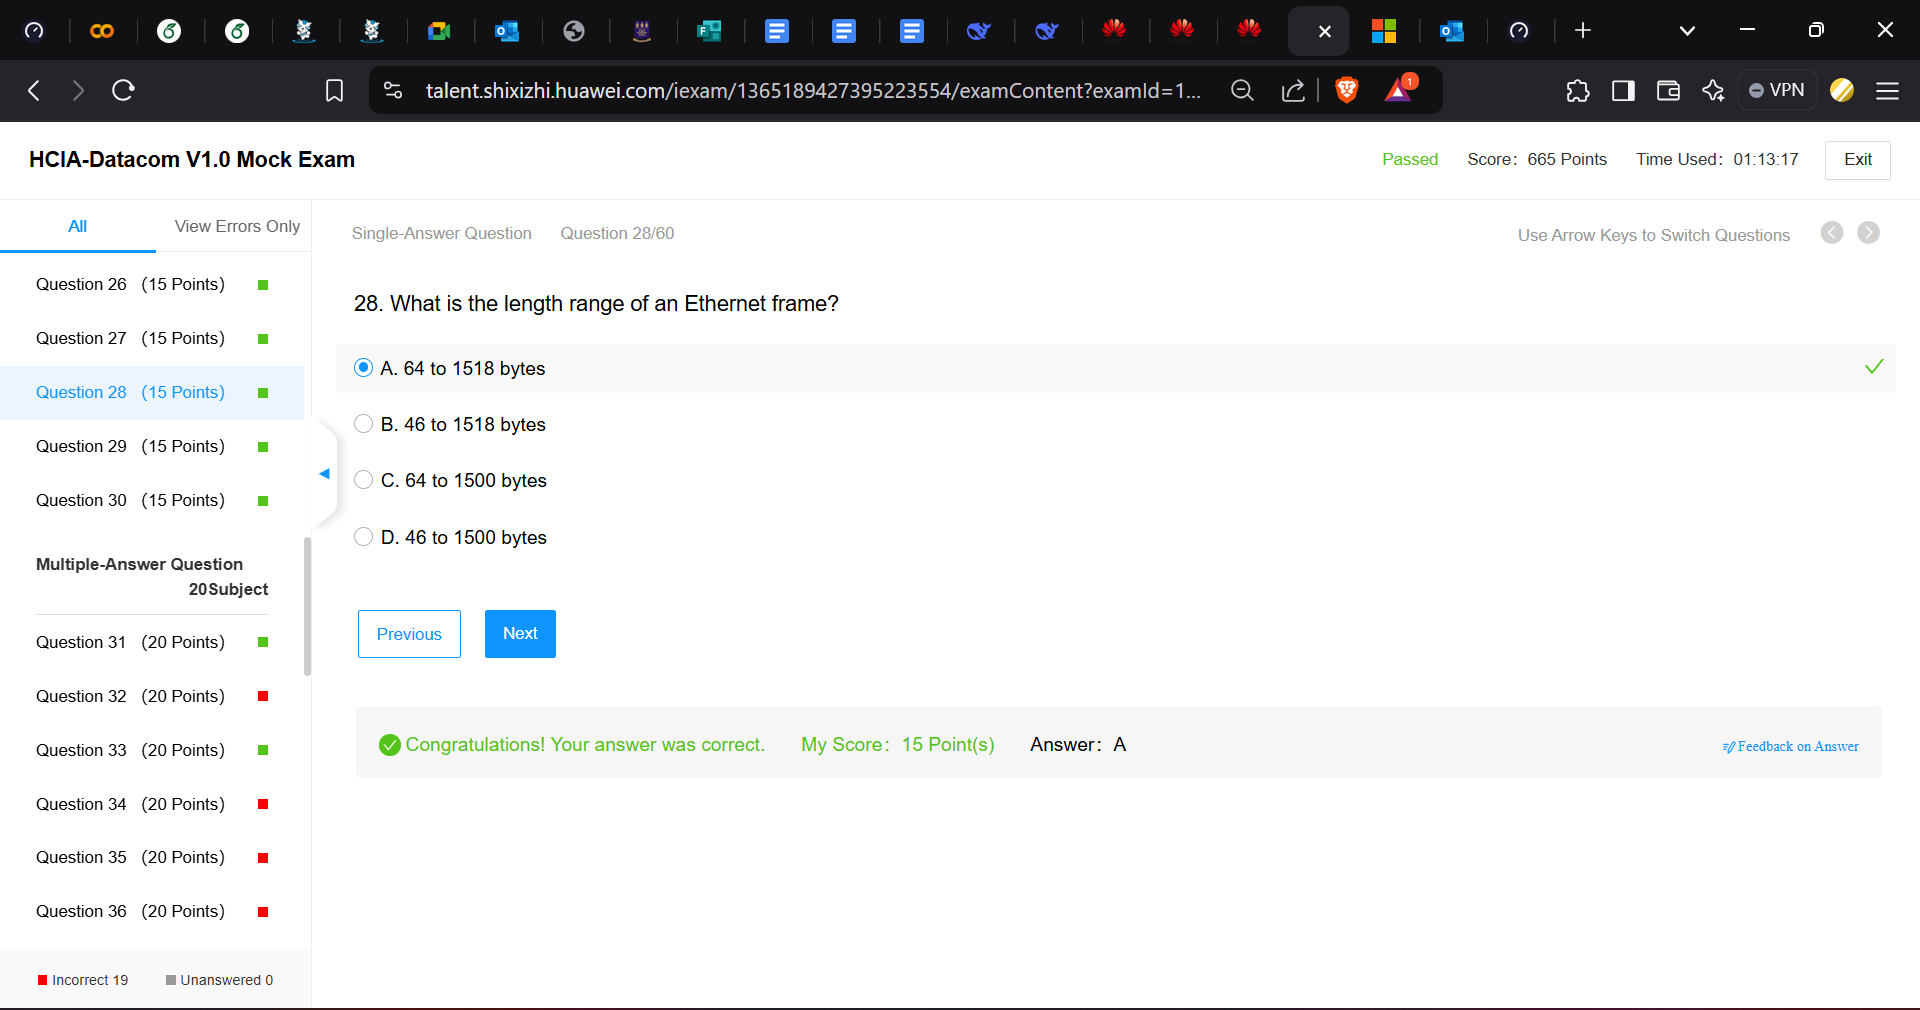 talent.shixizhi.huawei.com/iexam/1365189427395223554/examContent?examId=1...
1
VPN
HCIA-Datacom V1.0 Mock Exam
Passed
Score: 665 Points
Time Used: 01:13:17
Exit
All
View Errors Only
Single-Answer Question
Question 28/60
Use Arrow Keys to Switch Questions
Question 26 (15 Points)
Question 27 (15 Points)
Question 28 (15 Points)
Question 29 (15 Points)
Question 30 (15 Points)
Multiple-Answer Question
20Subject
Question 31 (20 Points)
Question 32 (20 Points)
Question 33 (20 Points)
Question 34 (20 Points)
Question 35 (20 Points)
Question 36 (20 Points)
Incorrect 19
Unanswered 0
28. What is the length range of an Ethernet frame?
A. 64 to 1518 bytes
B. 46 to 1518 bytes
C. 64 to 1500 bytes
D. 46 to 1500 bytes
Previous
Next
Congratulations! Your answer was correct.
My Score: 15 Point(s)
Answer: A
Feedback on Answer